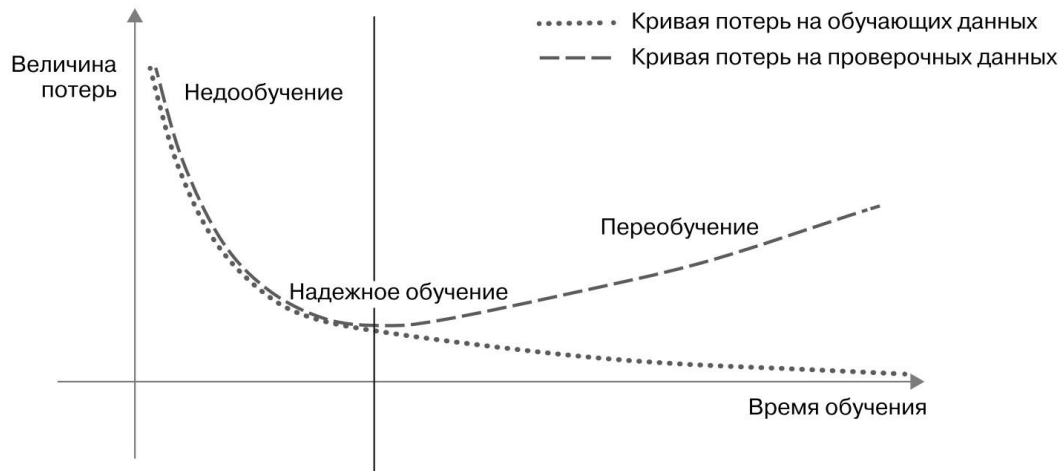 Кривая потерь на обучающих данных
Кривая потерь на проверочных данных
Величина
потерь
Недообучение
Переобучение
Надежное обучение
Время обучения